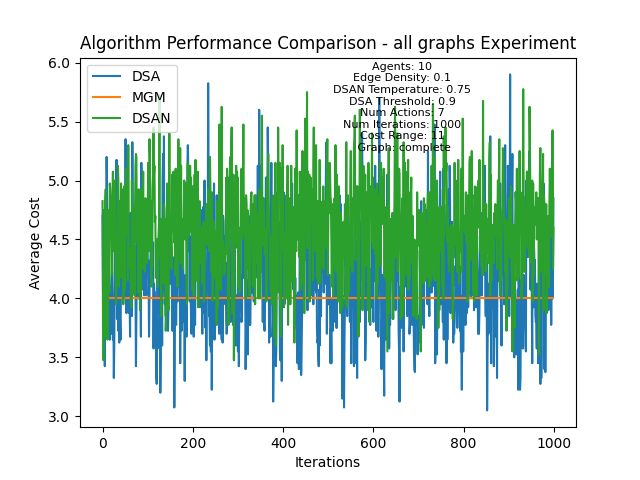 Algorithm Performance Comparison - all graphs Experiment
DSA
MGM
DSAN
Agents: 10
Edge Density: 0.1
DSAN Temperature: 0.75
DSA Threshold: 0.9
Num Actions: 7
Num Iterations: 1000
Cost Range: 11
Graph: complete
Average Cost
6.0
5.5
5.0
4.5
4.0
3.5
3.0
0
200
400
600
800
1000
Iterations